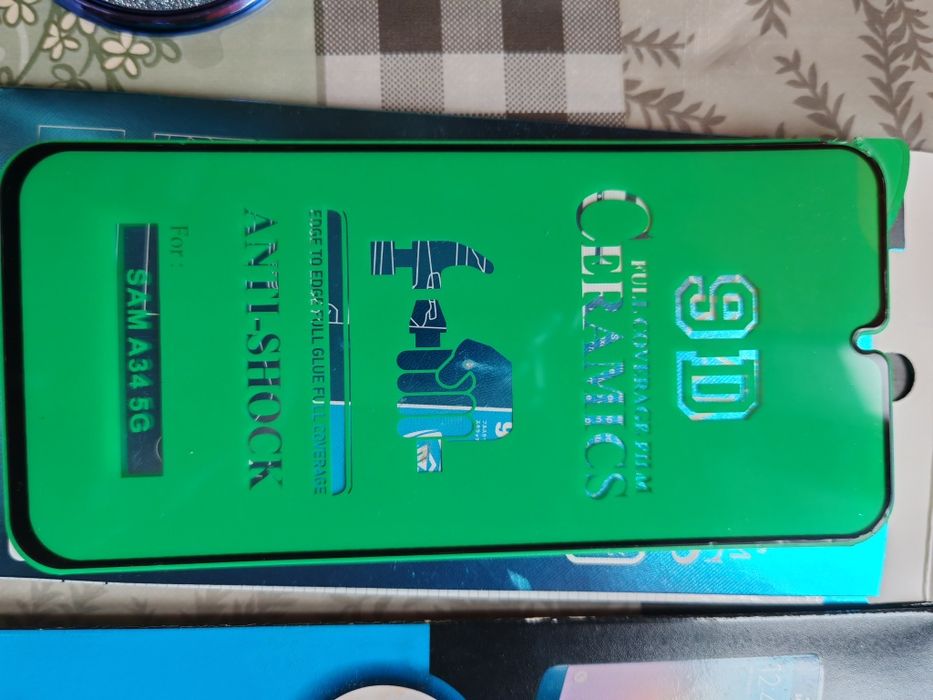 9D
FULL COVERAGE FILM
CERAMICS
EDGE TO EDGE FULL GLUE FULL COVERAGE
ANTI-SHOCK
For:
SAM A34 5G